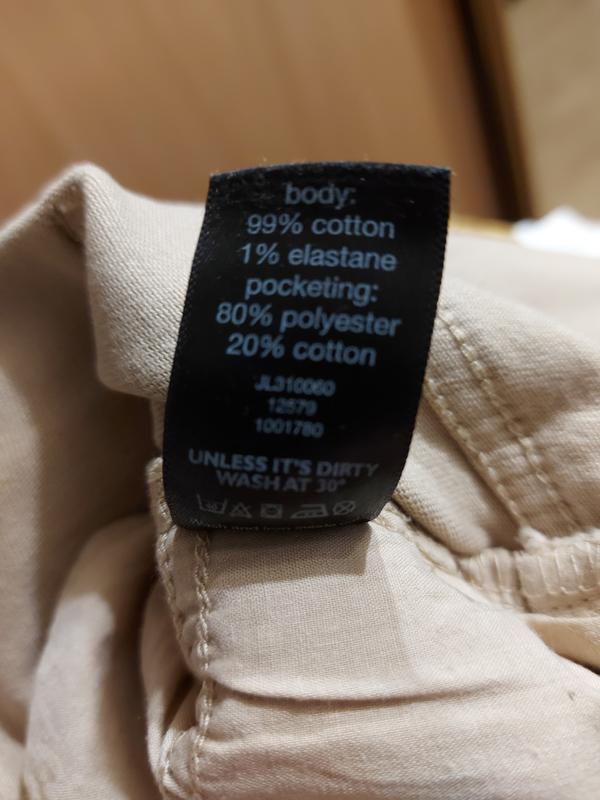 body:
99% cotton
1% elastane
pocketing:
80% polyester
20% cotton
JL310060
12579
1001780
UNLESS IT'S DIRTY
WASH AT 30°